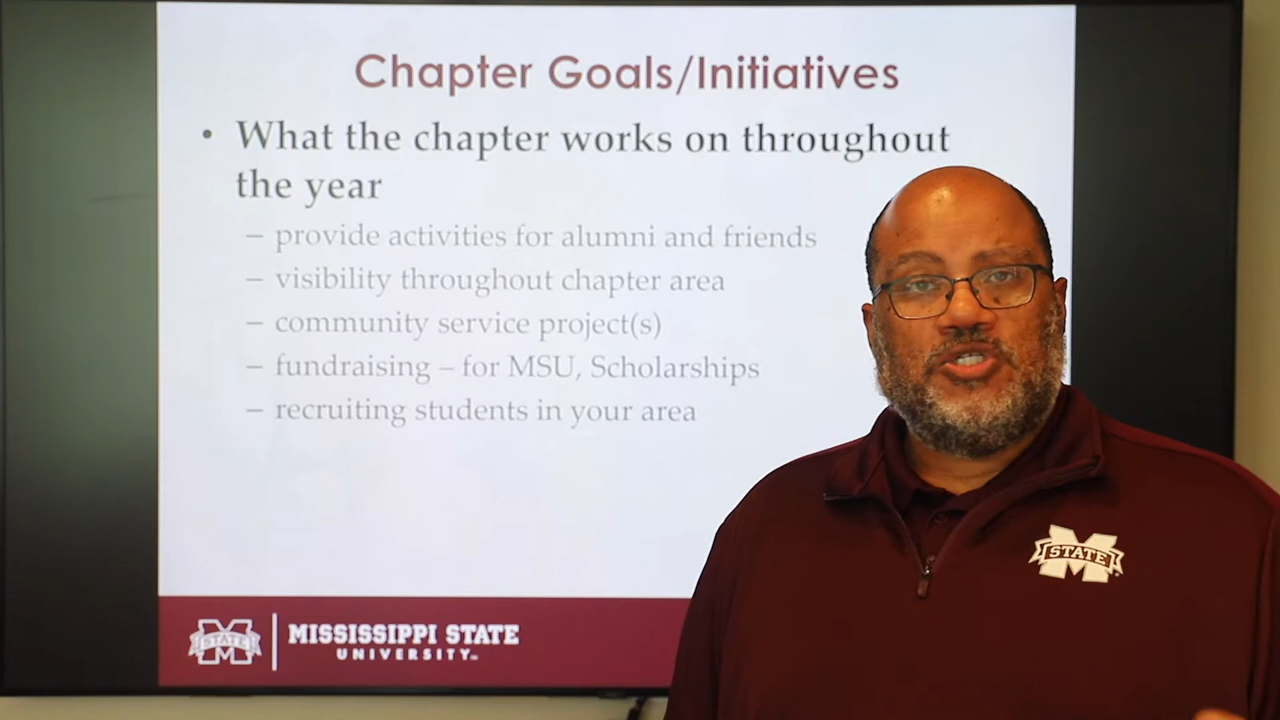 Chapter Goals/Initiatives
• What the chapter works on throughout
the year
– provide activities for alumni and friends
– visibility throughout chapter area
– community service project(s)
– fundraising – for MSU, Scholarships
– recruiting students in your area
STATE
MISSISSIPPI STATE
UNIVERSITY™
M
STATE